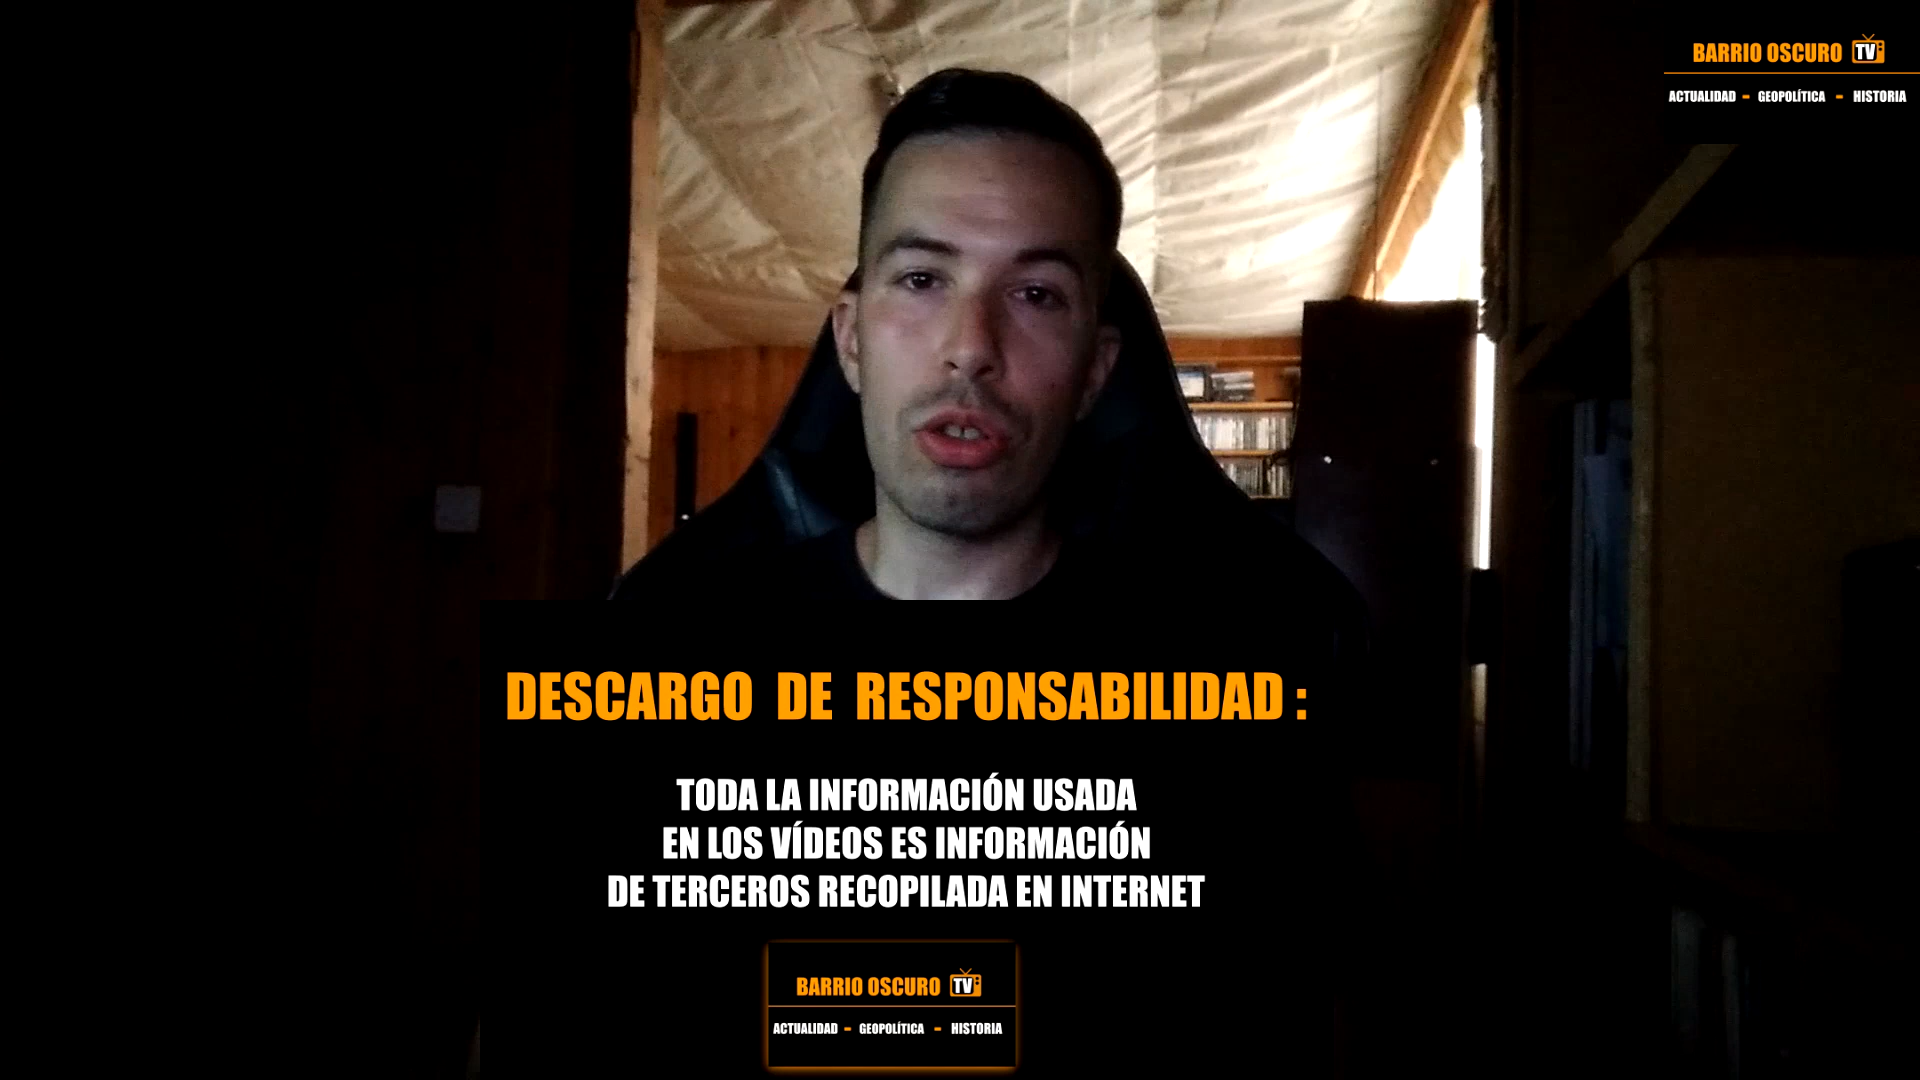 BARRIO OSCURO TV
ACTUALIDAD - GEOPOLÍTICA - HISTORIA
DESCARGO DE RESPONSABILIDAD :
TODA LA INFORMACIÓN USADA
EN LOS VÍDEOS ES INFORMACIÓN
DE TERCEROS RECOPILADA EN INTERNET
BARRIO OSCURO TV
ACTUALIDAD - GEOPOLÍTICA - HISTORIA